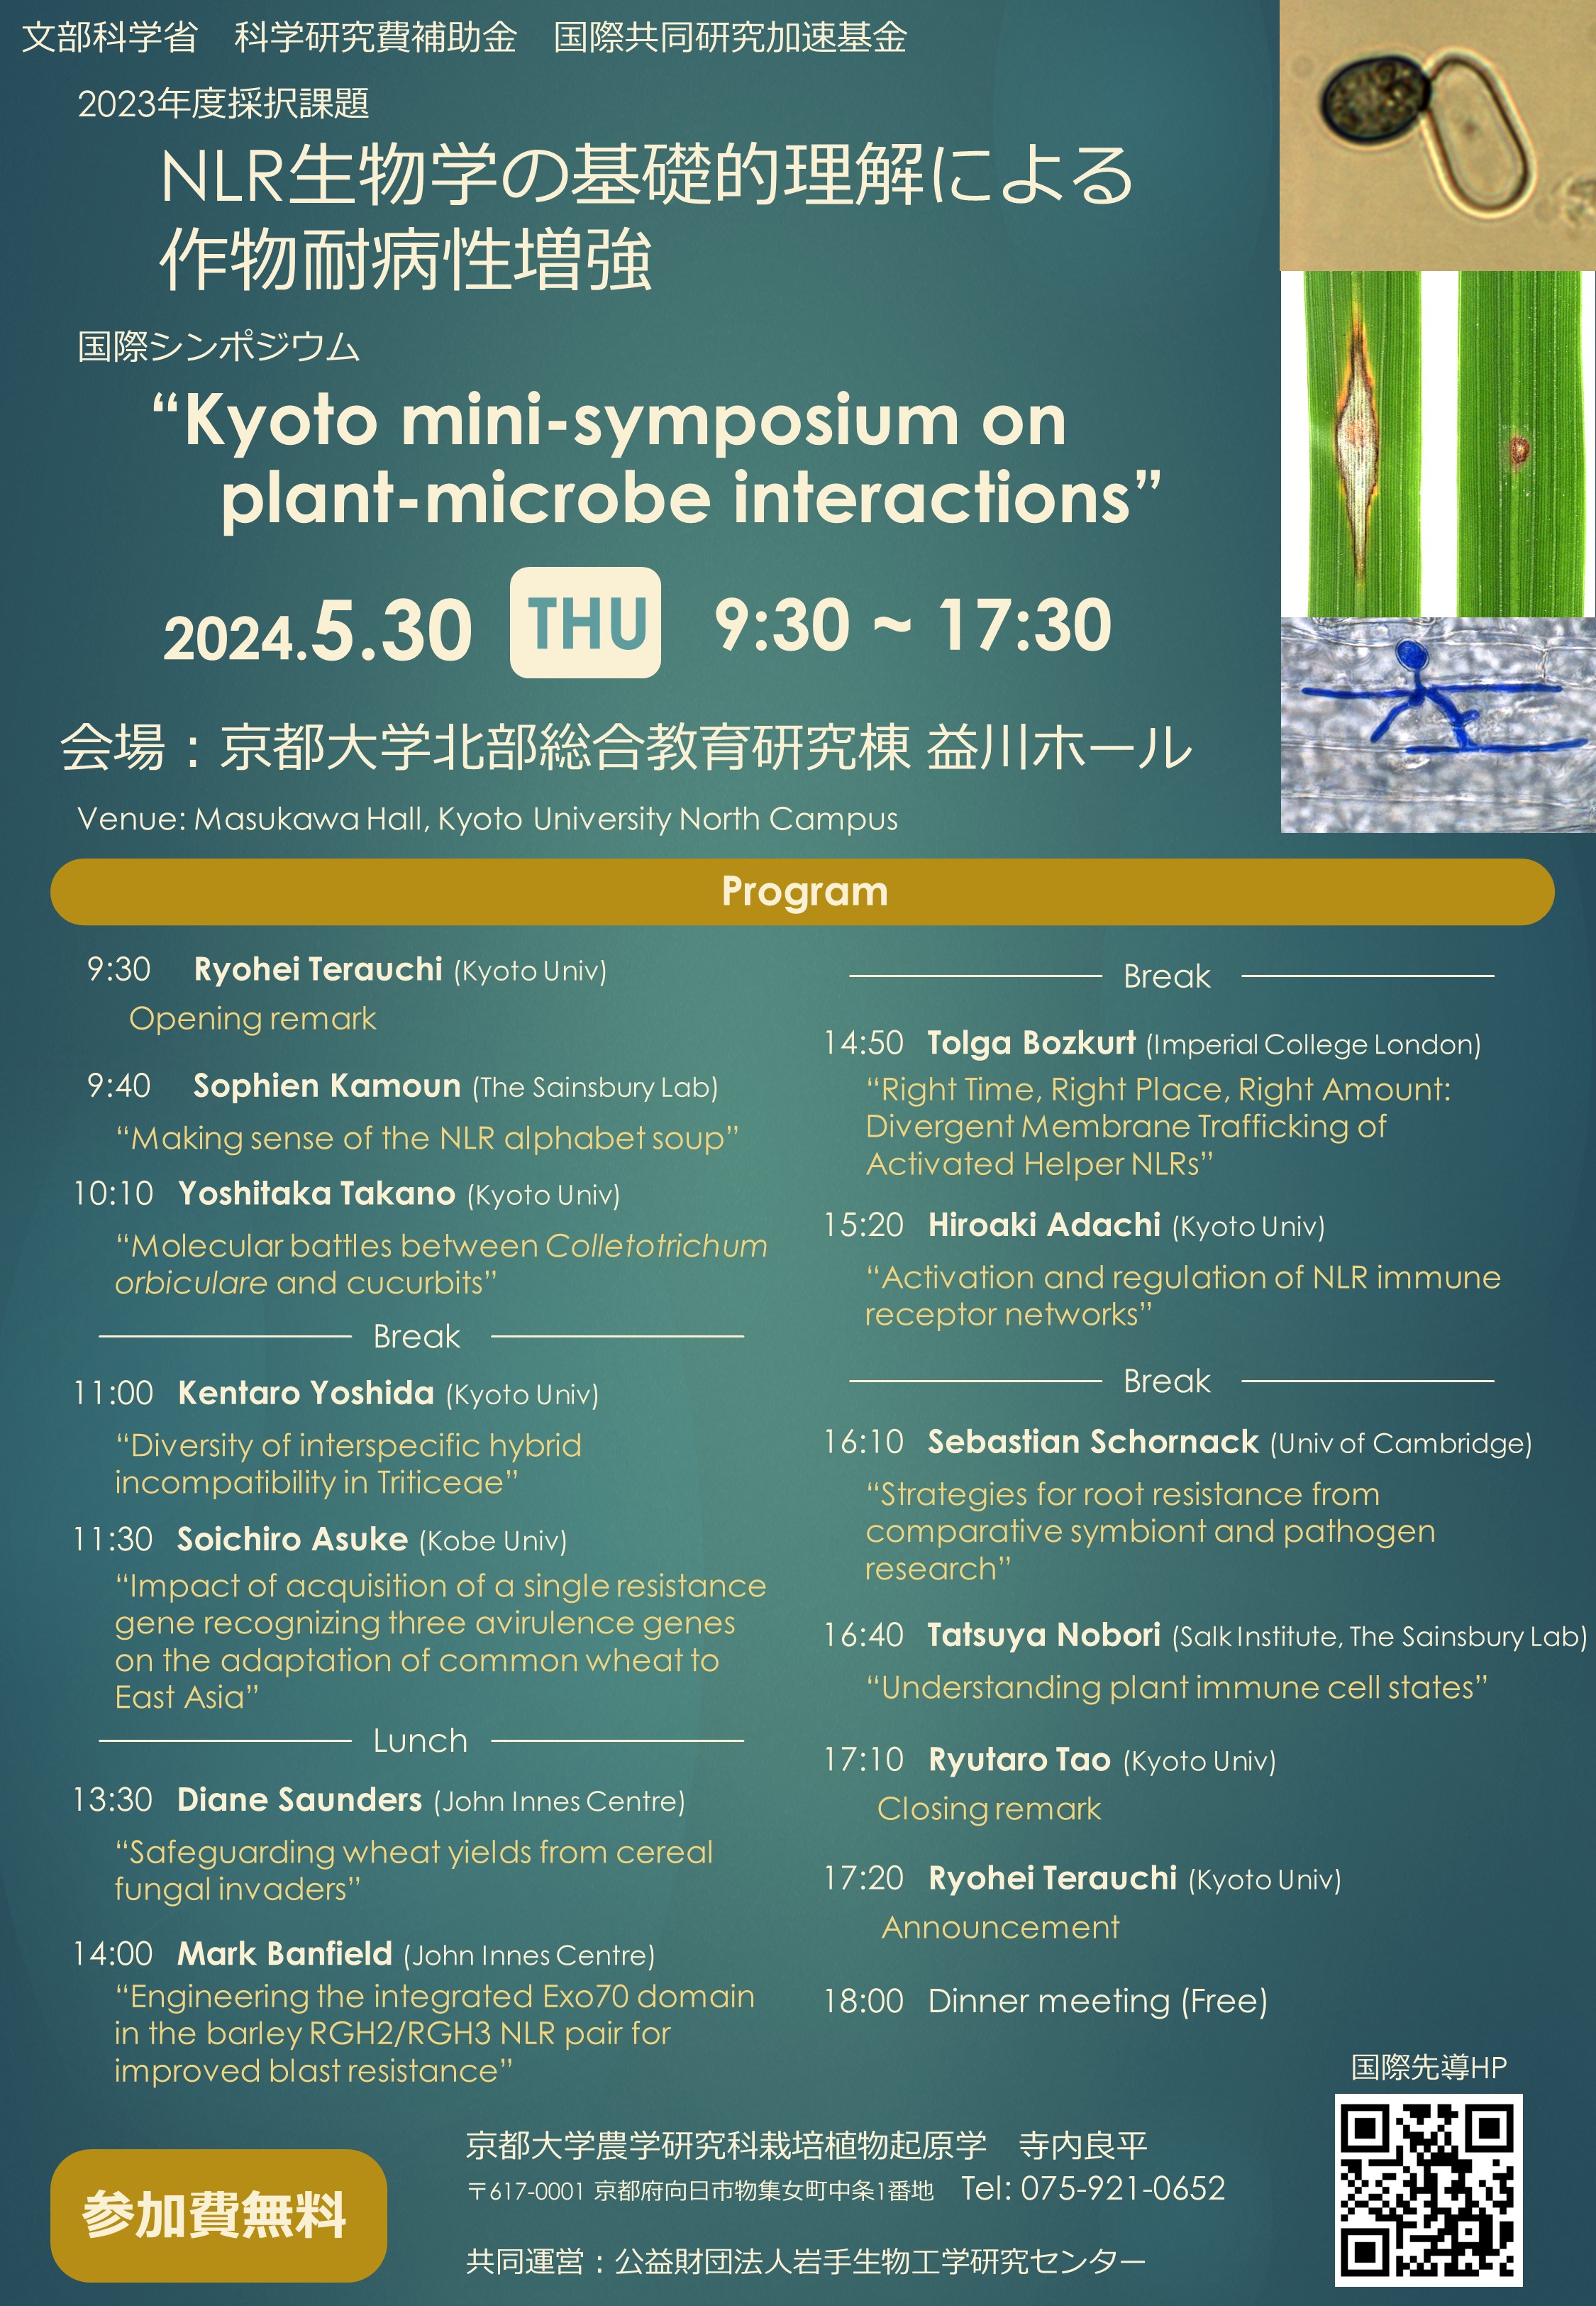 文部科学省　科学研究費補助金　国際共同研究加速基金
2023年度採択課題
NLR生物学の基礎的理解による
作物耐病性増強
国際シンポジウム
“Kyoto mini-symposium on
plant-microbe interactions”
2024.5.30 THU 9:30 ~ 17:30
会場：京都大学北部総合教育研究棟 益川ホール
Venue: Masukawa Hall, Kyoto University North Campus
Program
9:30 Ryohei Terauchi (Kyoto Univ)
Opening remark
9:40 Sophien Kamoun (The Sainsbury Lab)
“Making sense of the NLR alphabet soup”
10:10 Yoshitaka Takano (Kyoto Univ)
“Molecular battles between Colletotrichum
orbiculare and cucurbits”
Break
11:00 Kentaro Yoshida (Kyoto Univ)
“Diversity of interspecific hybrid
incompatibility in Triticeae”
11:30 Soichiro Asuke (Kobe Univ)
“Impact of acquisition of a single resistance
gene recognizing three avirulence genes
on the adaptation of common wheat to
East Asia”
Lunch
13:30 Diane Saunders (John Innes Centre)
“Safeguarding wheat yields from cereal
fungal invaders”
14:00 Mark Banfield (John Innes Centre)
“Engineering the integrated Exo70 domain
in the barley RGH2/RGH3 NLR pair for
improved blast resistance”
Break
14:50 Tolga Bozkurt (Imperial College London)
“Right Time, Right Place, Right Amount:
Divergent Membrane Trafficking of
Activated Helper NLRs”
15:20 Hiroaki Adachi (Kyoto Univ)
“Activation and regulation of NLR immune
receptor networks”
Break
16:10 Sebastian Schornack (Univ of Cambridge)
“Strategies for root resistance from
comparative symbiont and pathogen
research”
16:40 Tatsuya Nobori (Salk Institute, The Sainsbury Lab)
“Understanding plant immune cell states”
17:10 Ryutaro Tao (Kyoto Univ)
Closing remark
17:20 Ryohei Terauchi (Kyoto Univ)
Announcement
18:00 Dinner meeting (Free)
国際先導HP
参加費無料
京都大学農学研究科栽培植物起原学　寺内良平
〒617-0001 京都府向日市物集女町中条1番地　Tel: 075-921-0652
共同運営：公益財団法人岩手生物工学研究センター